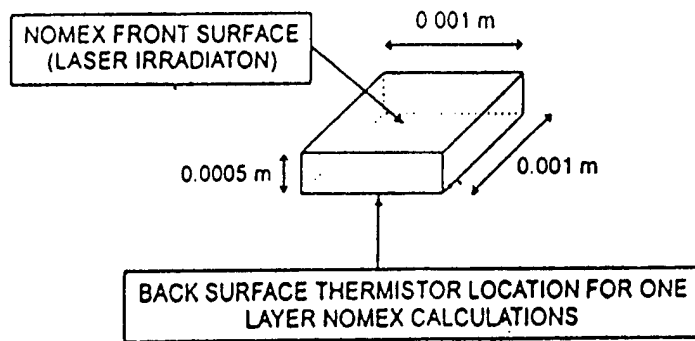 0 001 m
NOMEX FRONT SURFACE
(LASER IRRADIATON)
0.0005 m
0.001 m
BACK SURFACE THERMISTOR LOCATION FOR ONE
LAYER NOMEX CALCULATIONS